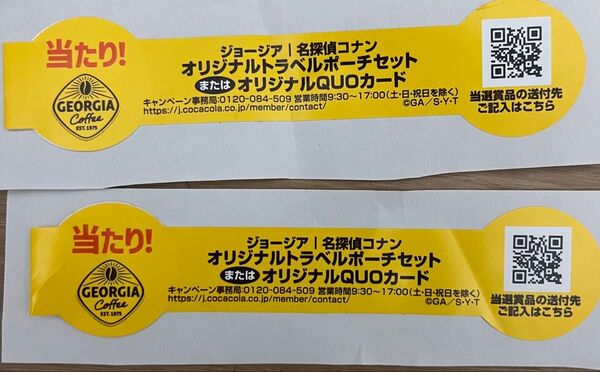 当たり!
GEORGIA
Coffee
EST. 1975
ジョージア|名探偵コナン
オリジナルトラベルポーチセット
または オリジナルQUOカード
キャンペーン事務局:0120-084-509 営業時間9:30~17:00(土・日・祝日を除く)
https://j.cocacola.co.jp/member/contact/ ©GA/S・Y・T
当選賞品の送付先
ご記入はこちら
当たり!
GEORGIA
Coffee
EST. 1975
ジョージア|名探偵コナン
オリジナルトラベルポーチセット
または オリジナルQUOカード
キャンペーン事務局:0120-084-509 営業時間9:30~17:00(土・日・祝日を除く)
https://j.cocacola.co.jp/member/contact/ ©GA/S・Y・T
当選賞品の送付先
ご記入はこちら